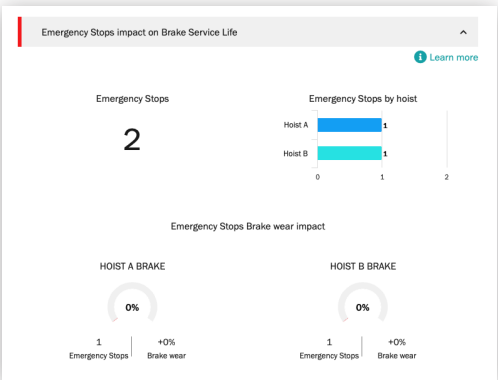 Emergency Stops impact on Brake Service Life
Learn more
Emergency Stops
2
Emergency Stops by hoist
Hoist A
1
Hoist B
1
0 1 2
Emergency Stops Brake wear impact
HOIST A BRAKE
0%
1 +0%
Emergency Stops Brake wear
HOIST B BRAKE
0%
1 +0%
Emergency Stops Brake wear